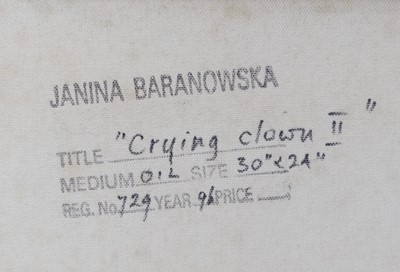 JANINA BARANOWSKA
TITLE "Crying clown II"
MEDIUM OIL SIZE 30"x24"
REG. No. 729 YEAR 96 PRICE